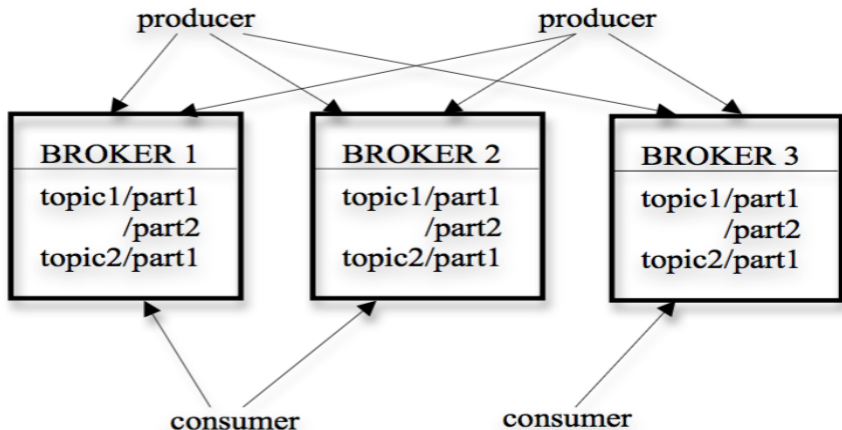 producer
producer
BROKER 1
topic1/part1
/part2
topic2/part1
BROKER 2
topic1/part1
/part2
topic2/part1
BROKER 3
topic1/part1
/part2
topic2/part1
consumer
consumer